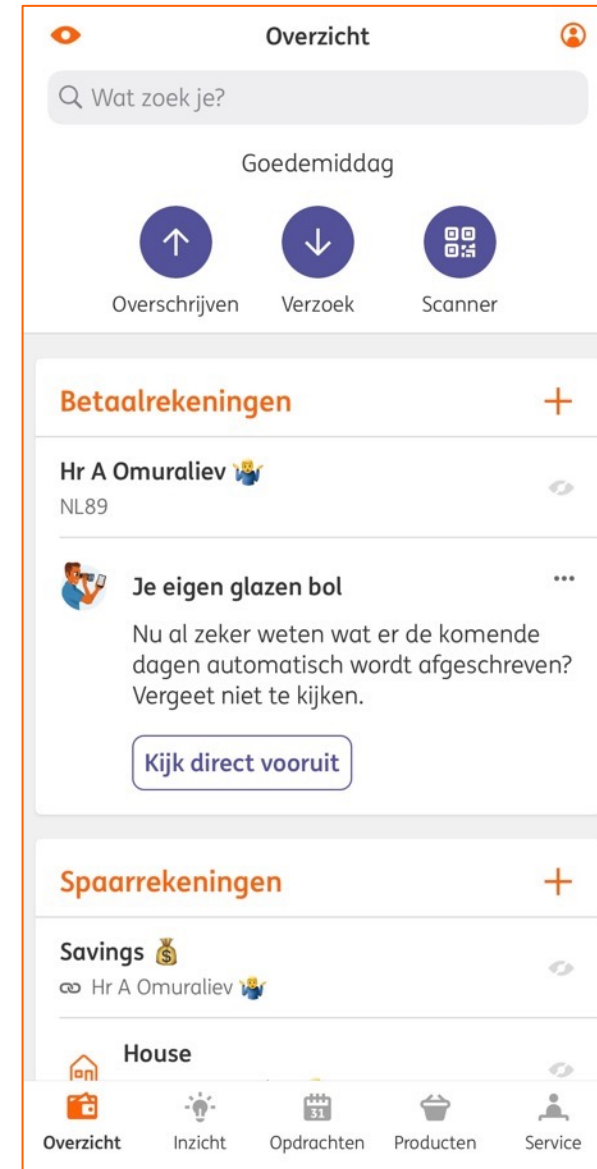 Overzicht
Wat zoek je?
Goedemiddag
Overschrijven Verzoek Scanner
Betaalrekeningen
Hr A Omuraliev 🤷‍♂️
NL89
Je eigen glazen bol
Nu al zeker weten wat er de komende
dagen automatisch wordt afgeschreven?
Vergeet niet te kijken.
Kijk direct vooruit
Spaarrekeningen
Savings 💰
Hr A Omuraliev 🤷‍♂️
House
31
Overzicht Inzicht Opdrachten Producten Service